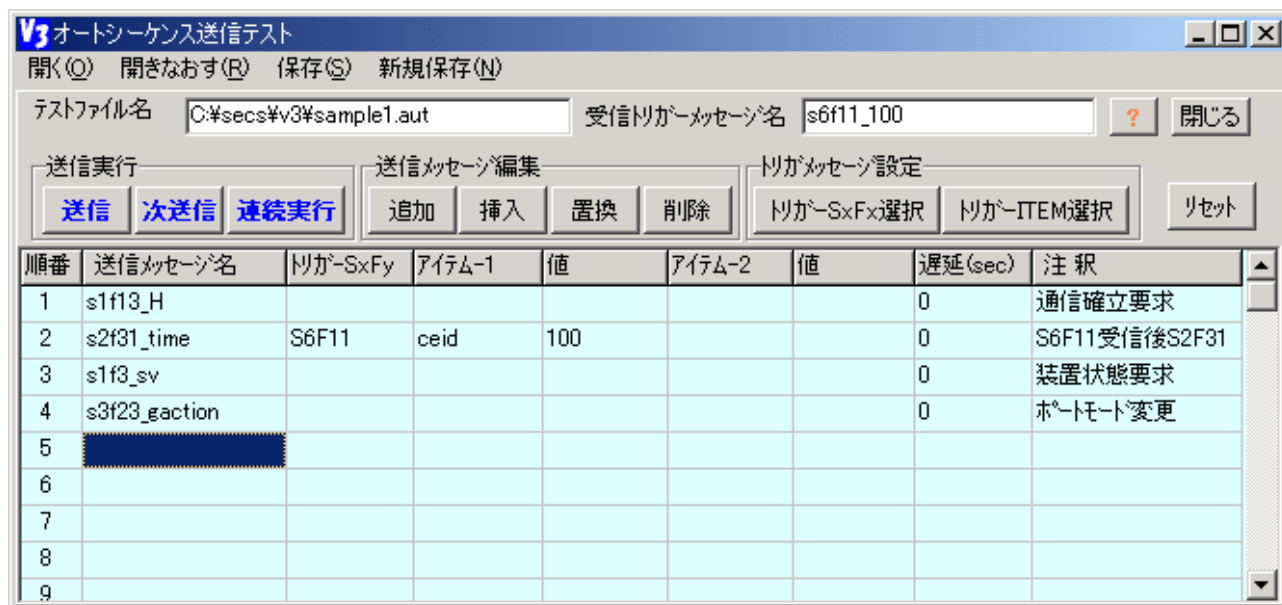 V3 オートシーケンス送信テスト
開く(O) 開きなおす(R) 保存(S) 新規保存(N)
テストファイル名 C:¥secs¥v3¥sample1.aut 受信トリガーメッセージ名 s6f11_100 ? 閉じる
送信実行 送信メッセージ編集 トリガメッセージ設定
送信 次送信 連続実行 追加 挿入 置換 削除 トリガーSxFx選択 トリガーITEM選択 リセット
順番 送信メッセージ名 トリガーSxFy アイテム-1 値 アイテム-2 値 遅延(sec) 注 釈
1 s1f13_H 0 通信確立要求
2 s2f31_time S6F11 ceid 100 0 S6F11受信後S2F31
3 s1f3_sv 0 装置状態要求
4 s3f23_gaction 0 ポートモード変更
5
6
7
8
9